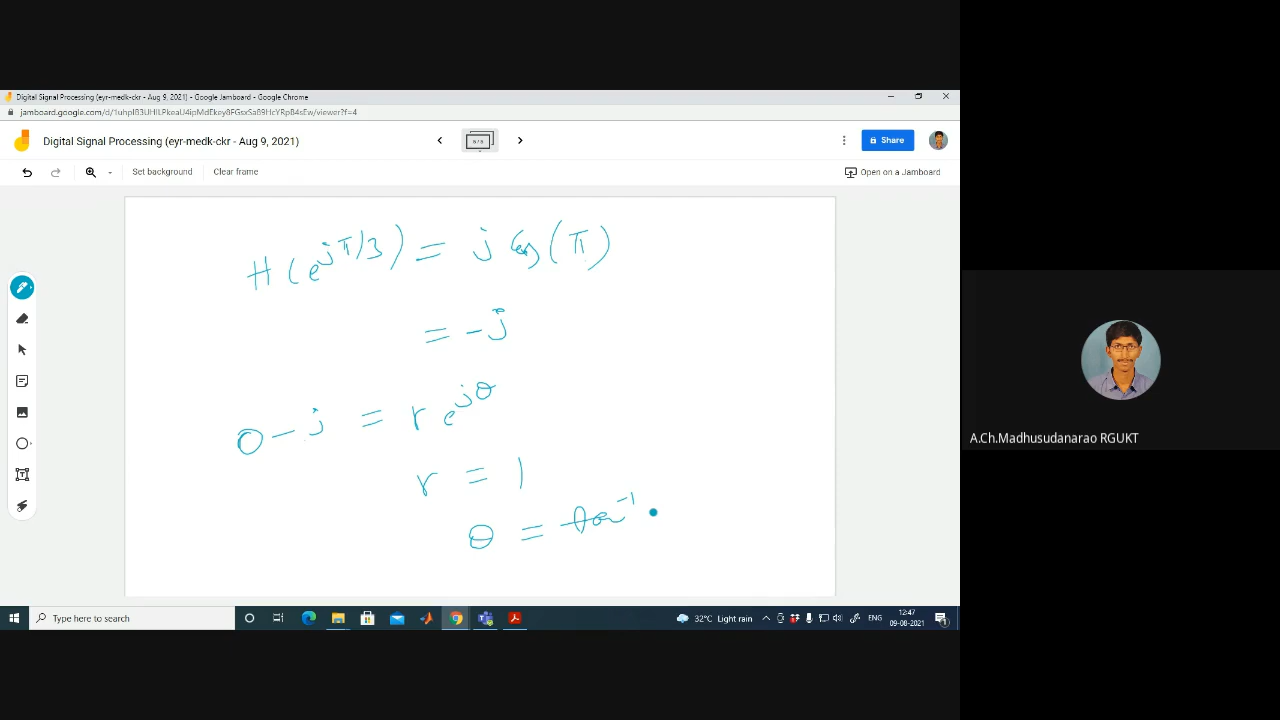 Digital Signal Processing (eyr-medk-ckr - Aug 9, 2021) - Google Jamboard - Google Chrome
Digital Signal Processing (eyr-medk-ckr - Aug 9, 2021)
Share
Set background
Clear frame
Open on a Jamboard
H(e^{jπ/3}) = j cos(π)
= -j
0 - j = r e^{jθ}
r = 1
θ = tan^{-1}
A.Ch.Madhusudanarao RGUKT
Type here to search
32°C Light rain
ENG
12:47
09-08-2021